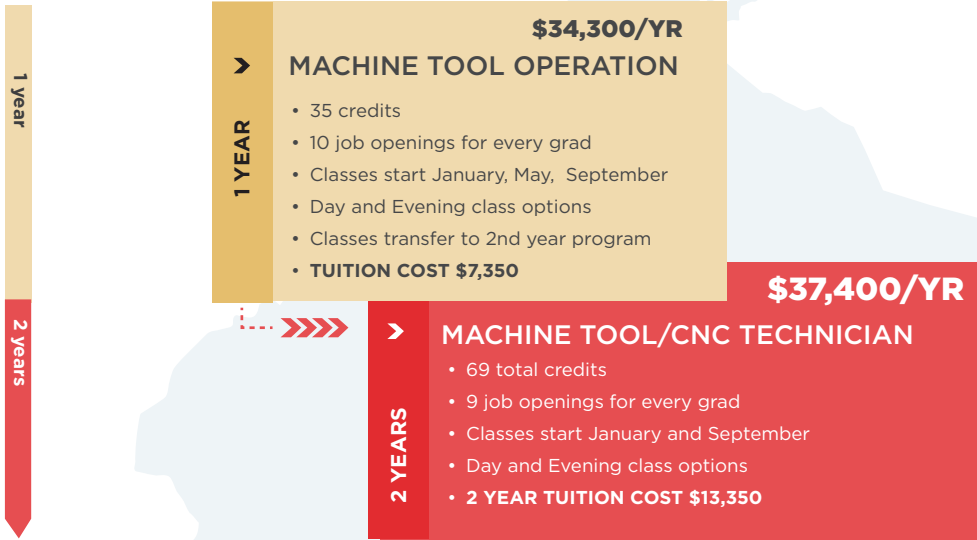 1 year
2 years
1 YEAR
$34,300/YR
MACHINE TOOL OPERATION
• 35 credits
• 10 job openings for every grad
• Classes start January, May, September
• Day and Evening class options
• Classes transfer to 2nd year program
• TUITION COST $7,350
2 YEARS
$37,400/YR
MACHINE TOOL/CNC TECHNICIAN
• 69 total credits
• 9 job openings for every grad
• Classes start January and September
• Day and Evening class options
• 2 YEAR TUITION COST $13,350